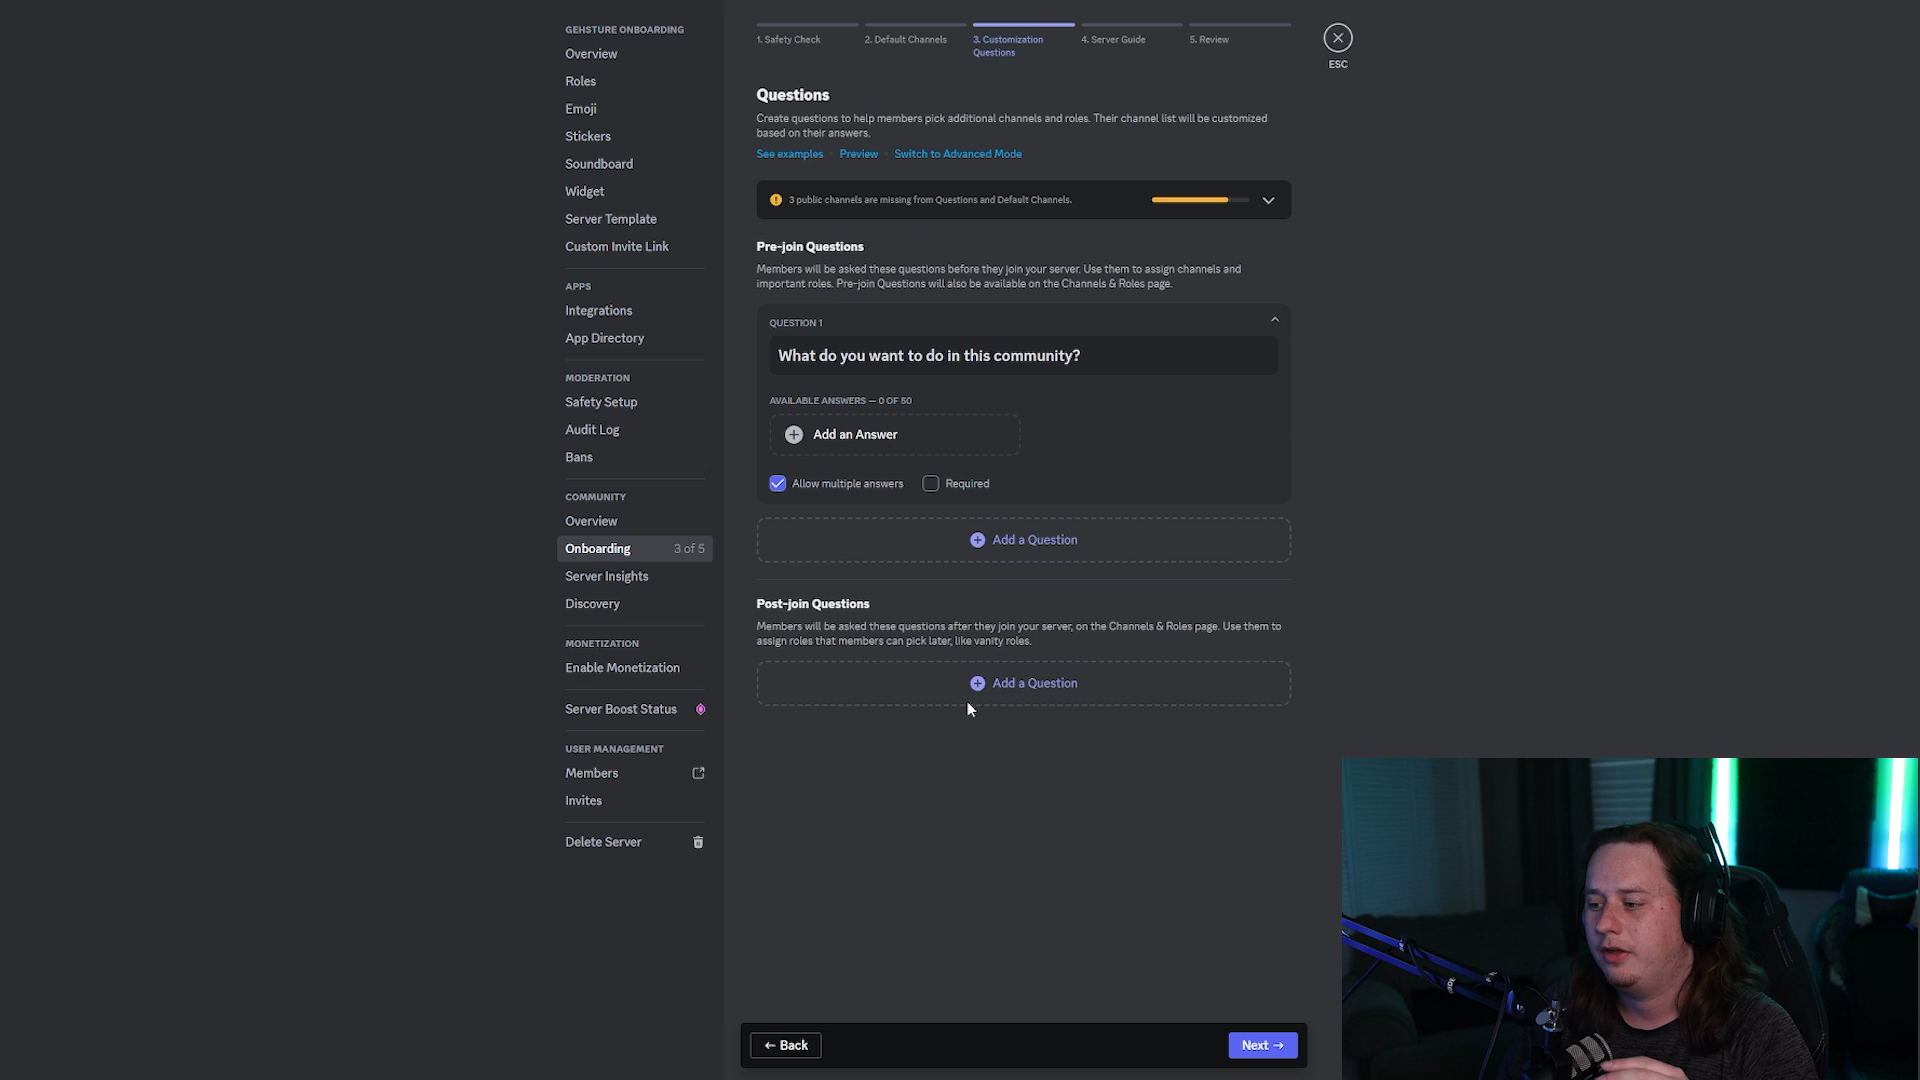 GEHSTURE ONBOARDING
Overview
Roles
Emoji
Stickers
Soundboard
Widget
Server Template
Custom Invite Link
APPS
Integrations
App Directory
MODERATION
Safety Setup
Audit Log
Bans
COMMUNITY
Overview
Onboarding 3 of 5
Server Insights
Discovery
MONETIZATION
Enable Monetization
Server Boost Status
USER MANAGEMENT
Members
Invites
Delete Server
1. Safety Check
2. Default Channels
3. Customization
Questions
4. Server Guide
5. Review
ESC
Questions
Create questions to help members pick additional channels and roles. Their channel list will be customized
based on their answers.
See examples Preview Switch to Advanced Mode
3 public channels are missing from Questions and Default Channels.
Pre-join Questions
Members will be asked these questions before they join your server. Use them to assign channels and
important roles. Pre-join Questions will also be available on the Channels & Roles page.
QUESTION 1
What do you want to do in this community?
AVAILABLE ANSWERS — 0 OF 50
Add an Answer
Allow multiple answers Required
Add a Question
Post-join Questions
Members will be asked these questions after they join your server, on the Channels & Roles page. Use them to
assign roles that members can pick later, like vanity roles.
Add a Question
← Back
Next →